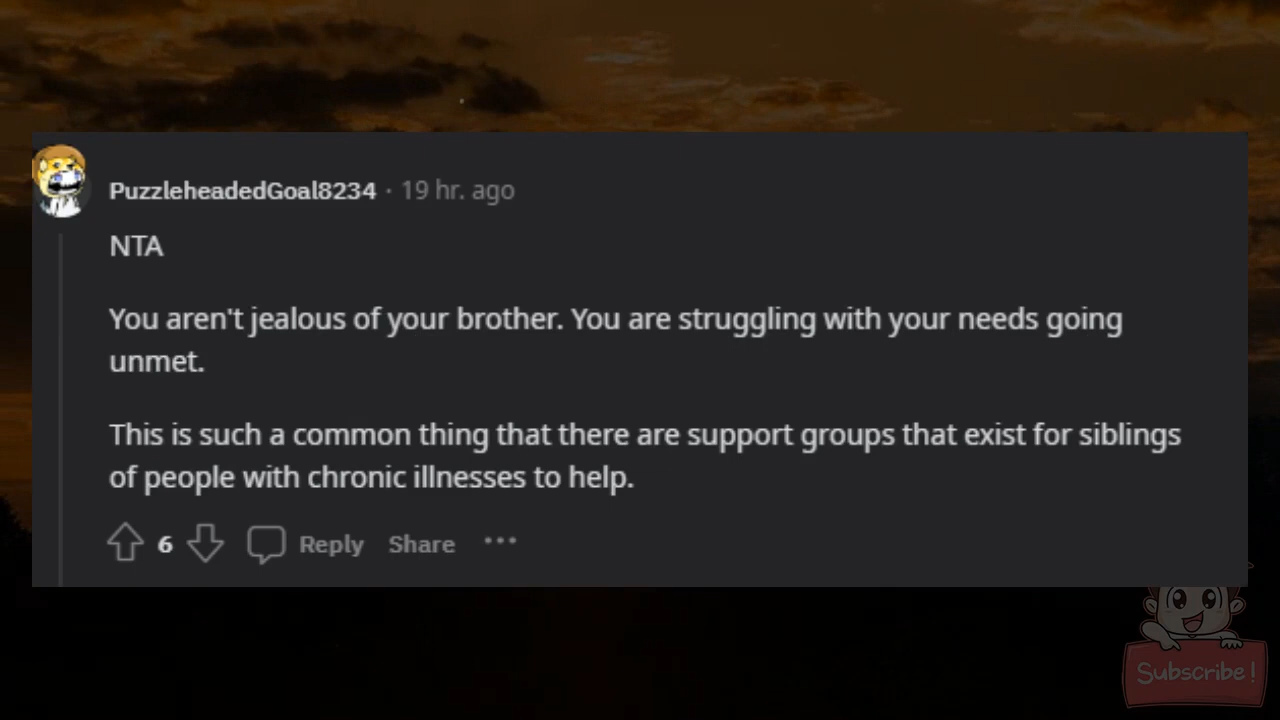 PuzzleheadedGoal8234 · 19 hr. ago
NTA
You aren't jealous of your brother. You are struggling with your needs going
unmet.
This is such a common thing that there are support groups that exist for siblings
of people with chronic illnesses to help.
6 Reply Share ···
Subscribe!